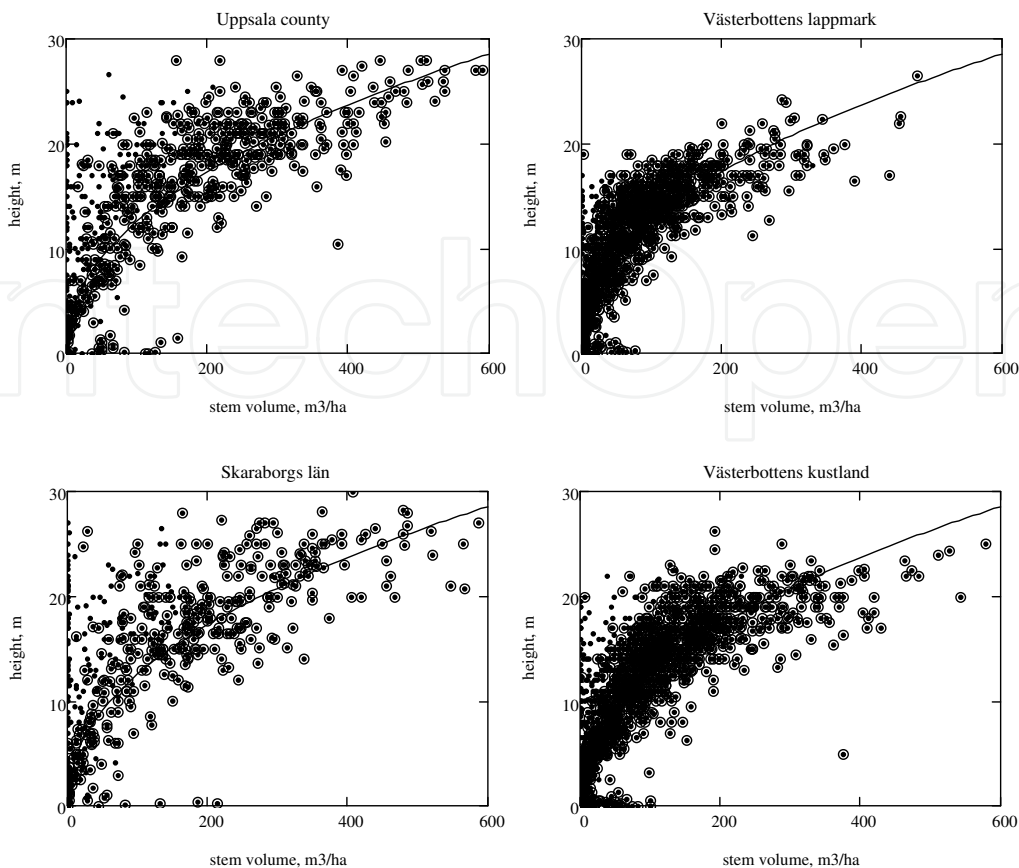 Uppsala county
30
20
10
0
height, m
0 200 400 600
stem volume, m3/ha
Västerbottens lappmark
30
20
10
0
height, m
0 200 400 600
stem volume, m3/ha
Skaraborgs län
30
20
10
0
height, m
0 200 400 600
stem volume, m3/ha
Västerbottens kustland
30
20
10
0
height, m
0 200 400 600
stem volume, m3/ha
ntechOpen